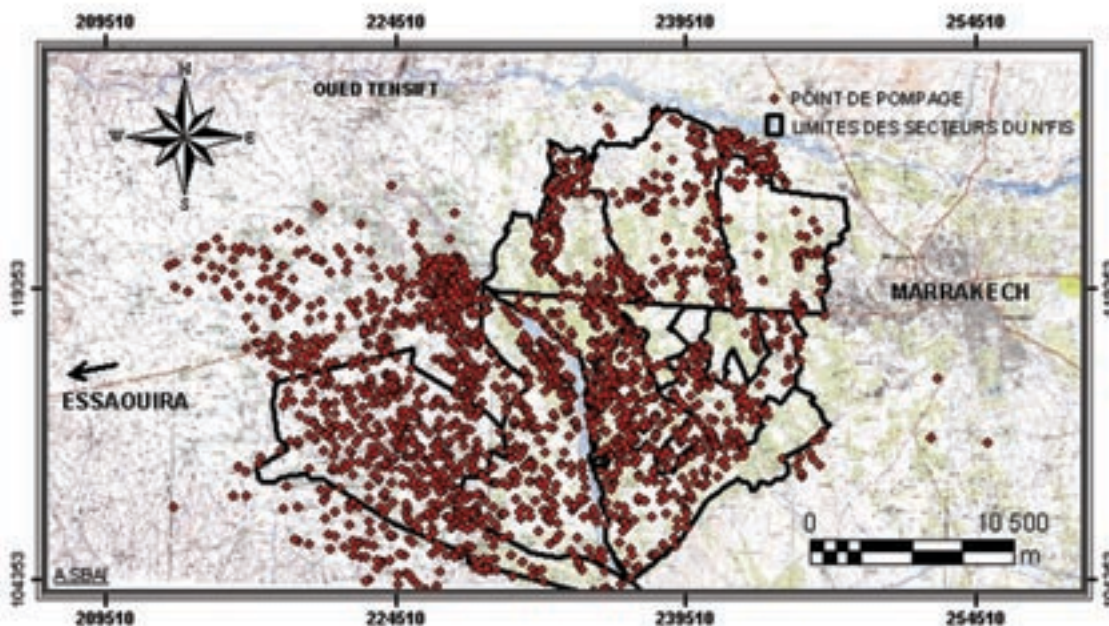 209510 224510 239510 254510
N
W E
S
OUED TENSIFT
POINT DE POMPAGE
LIMITES DES SECTEURS DU N'FIS
119353
MARRAKECH
ESSAOUIRA
0 10 500
m
A.SBAI
104353
209510 224510 239510 254510